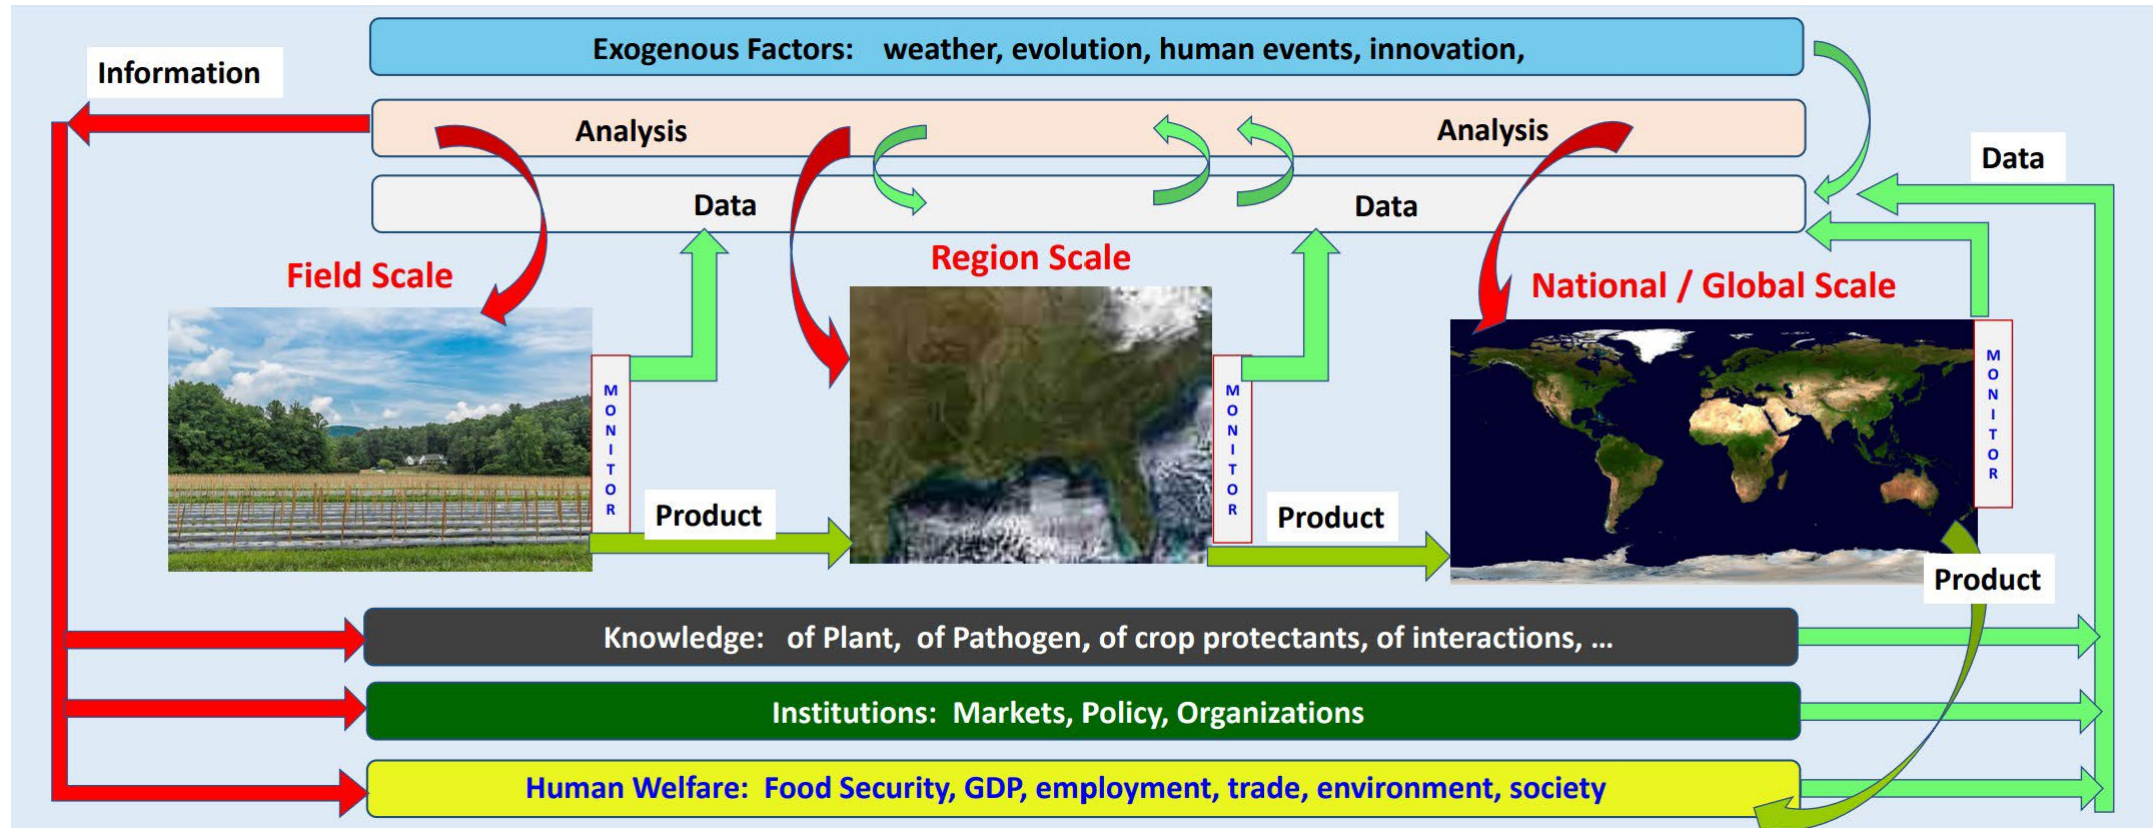 Exogenous Factors: weather, evolution, human events, innovation,
Information
Analysis
Analysis
Data
Data
Data
Field Scale
Region Scale
National / Global Scale
MONITOR
MONITOR
MONITOR
Product
Product
Product
Knowledge: of Plant, of Pathogen, of crop protectants, of interactions, ...
Institutions: Markets, Policy, Organizations
Human Welfare: Food Security, GDP, employment, trade, environment, society